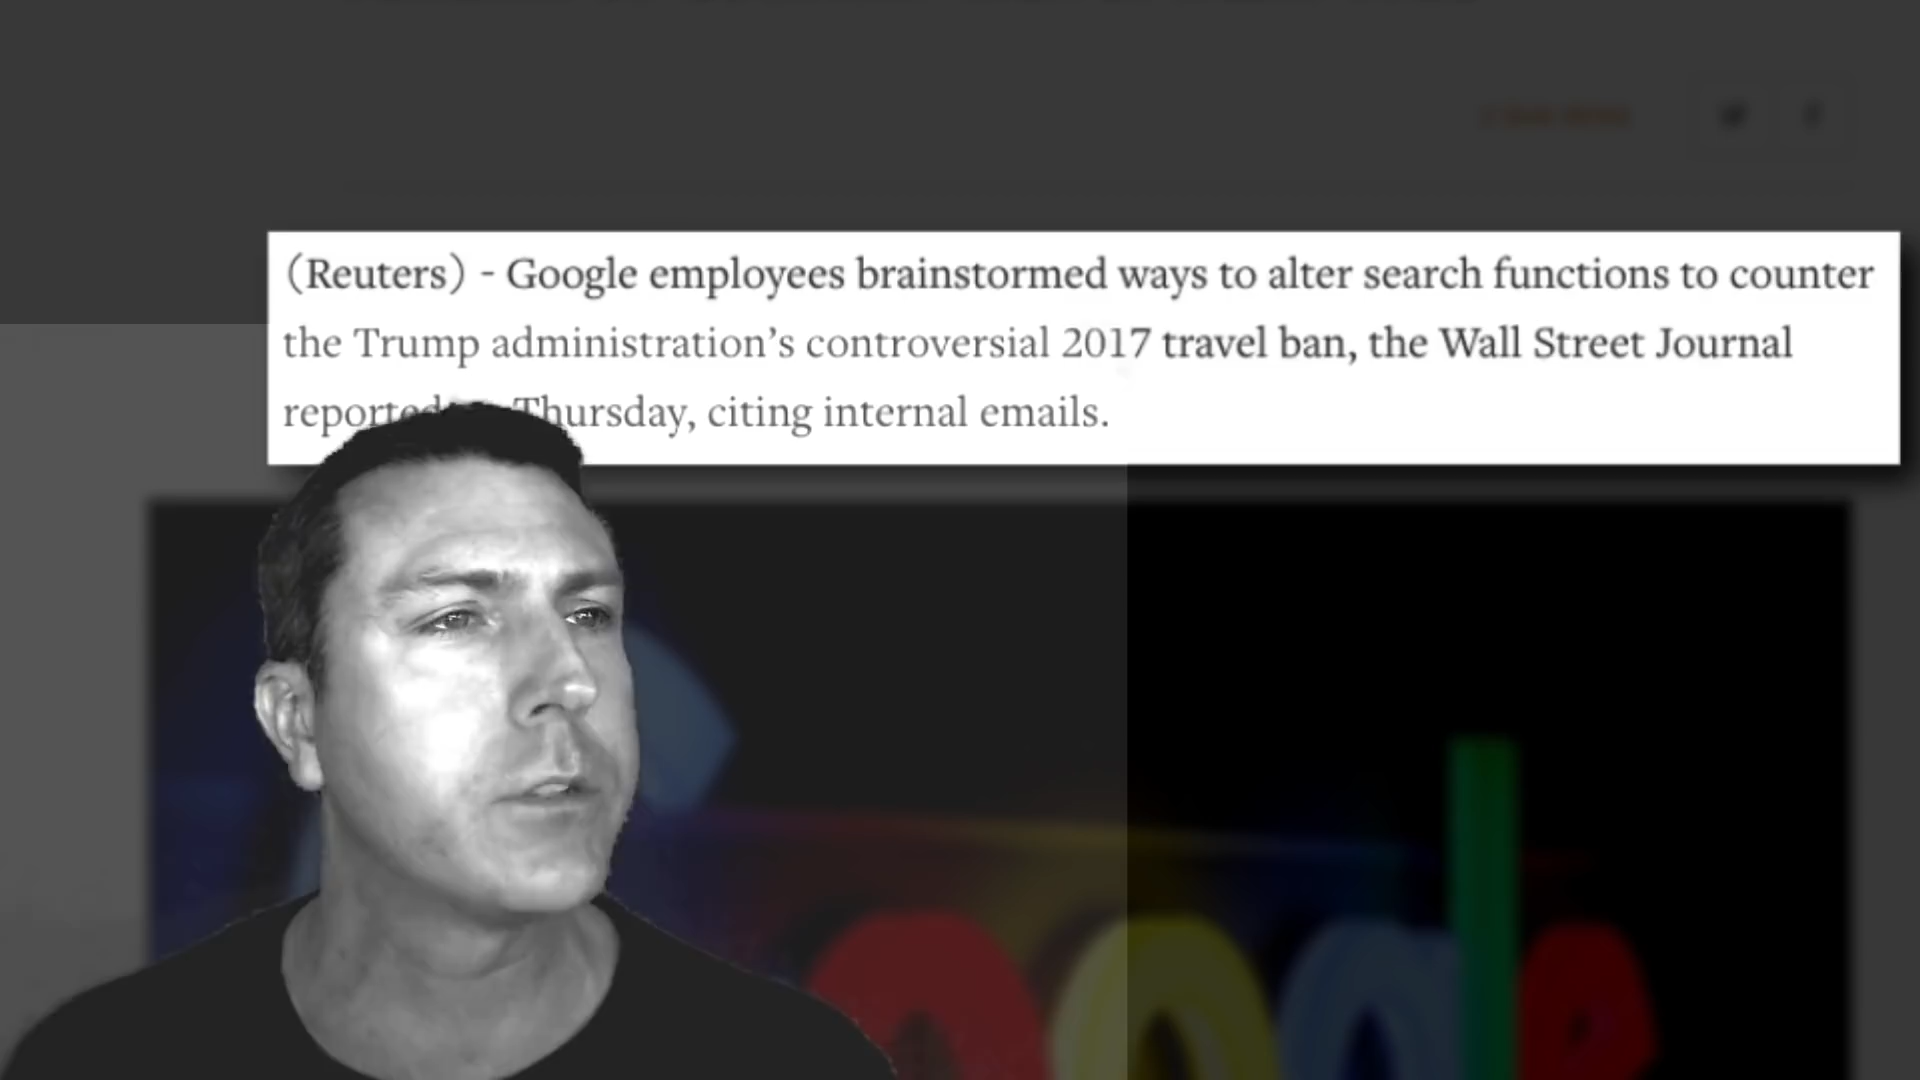 (Reuters) - Google employees brainstormed ways to alter search functions to counter
the Trump administration’s controversial 2017 travel ban, the Wall Street Journal
reported Thursday, citing internal emails.